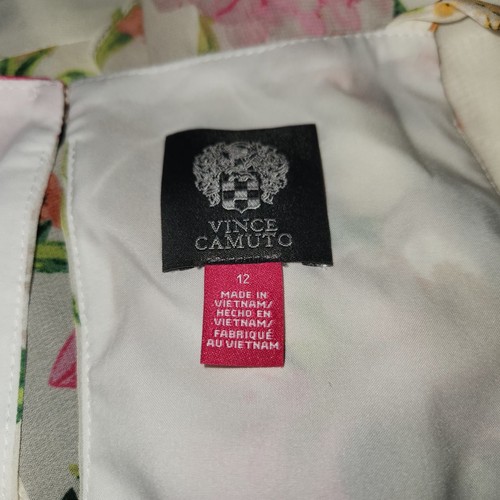 VINCE
CAMUTO
12
MADE IN
VIETNAM/
HECHO EN
VIETNAM/
FABRIQUÉ
AU VIETNAM